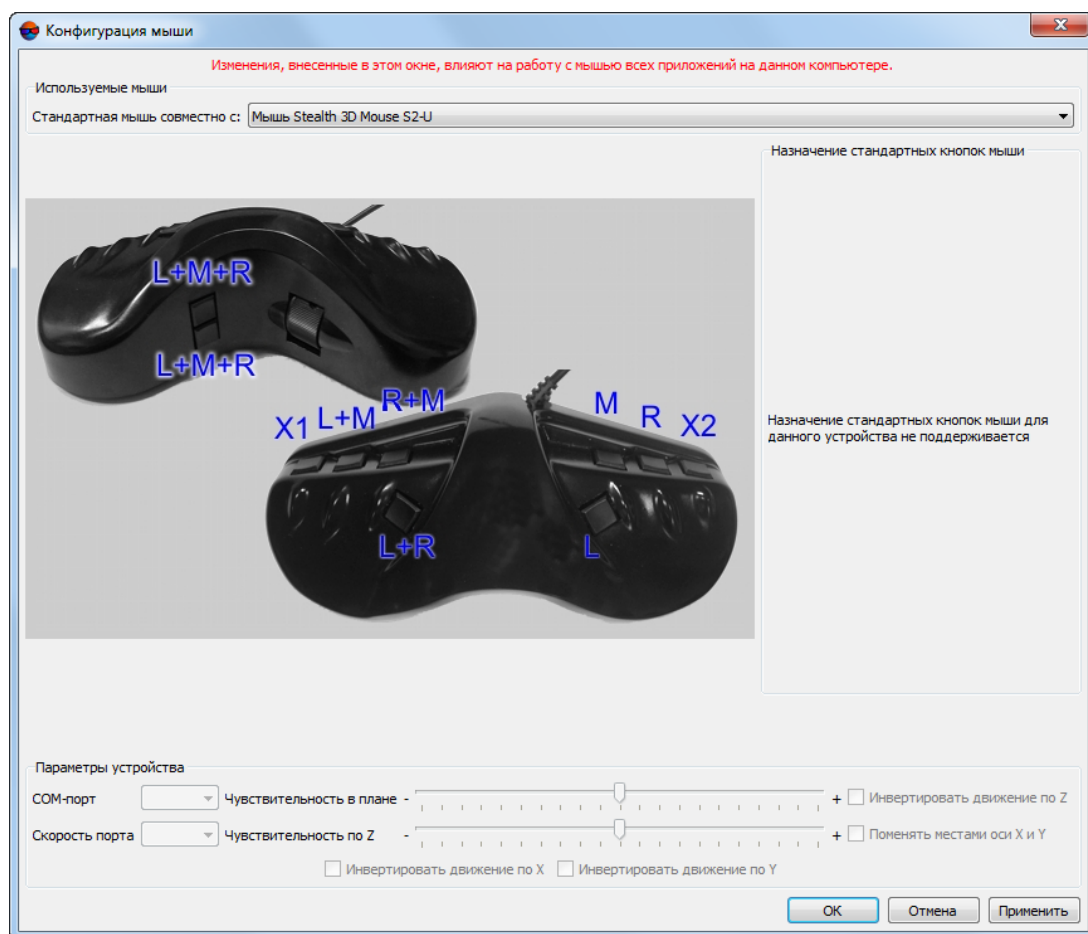 Конфигурация мыши
Изменения, внесенные в этом окне, влияют на работу с мышью всех приложений на данном компьютере.
Используемые мыши
Стандартная мышь совместно с: Мышь Stealth 3D Mouse S2-U
Назначение стандартных кнопок мыши
L+M+R
L+M+R
X1 L+M R+M M R X2
L+R L
Назначение стандартных кнопок мыши для
данного устройства не поддерживается
Параметры устройства
COM-порт Чувствительность в плане - + Инвертировать движение по Z
Скорость порта Чувствительность по Z - + Поменять местами оси X и Y
Инвертировать движение по X Инвертировать движение по Y
OK Отмена Применить